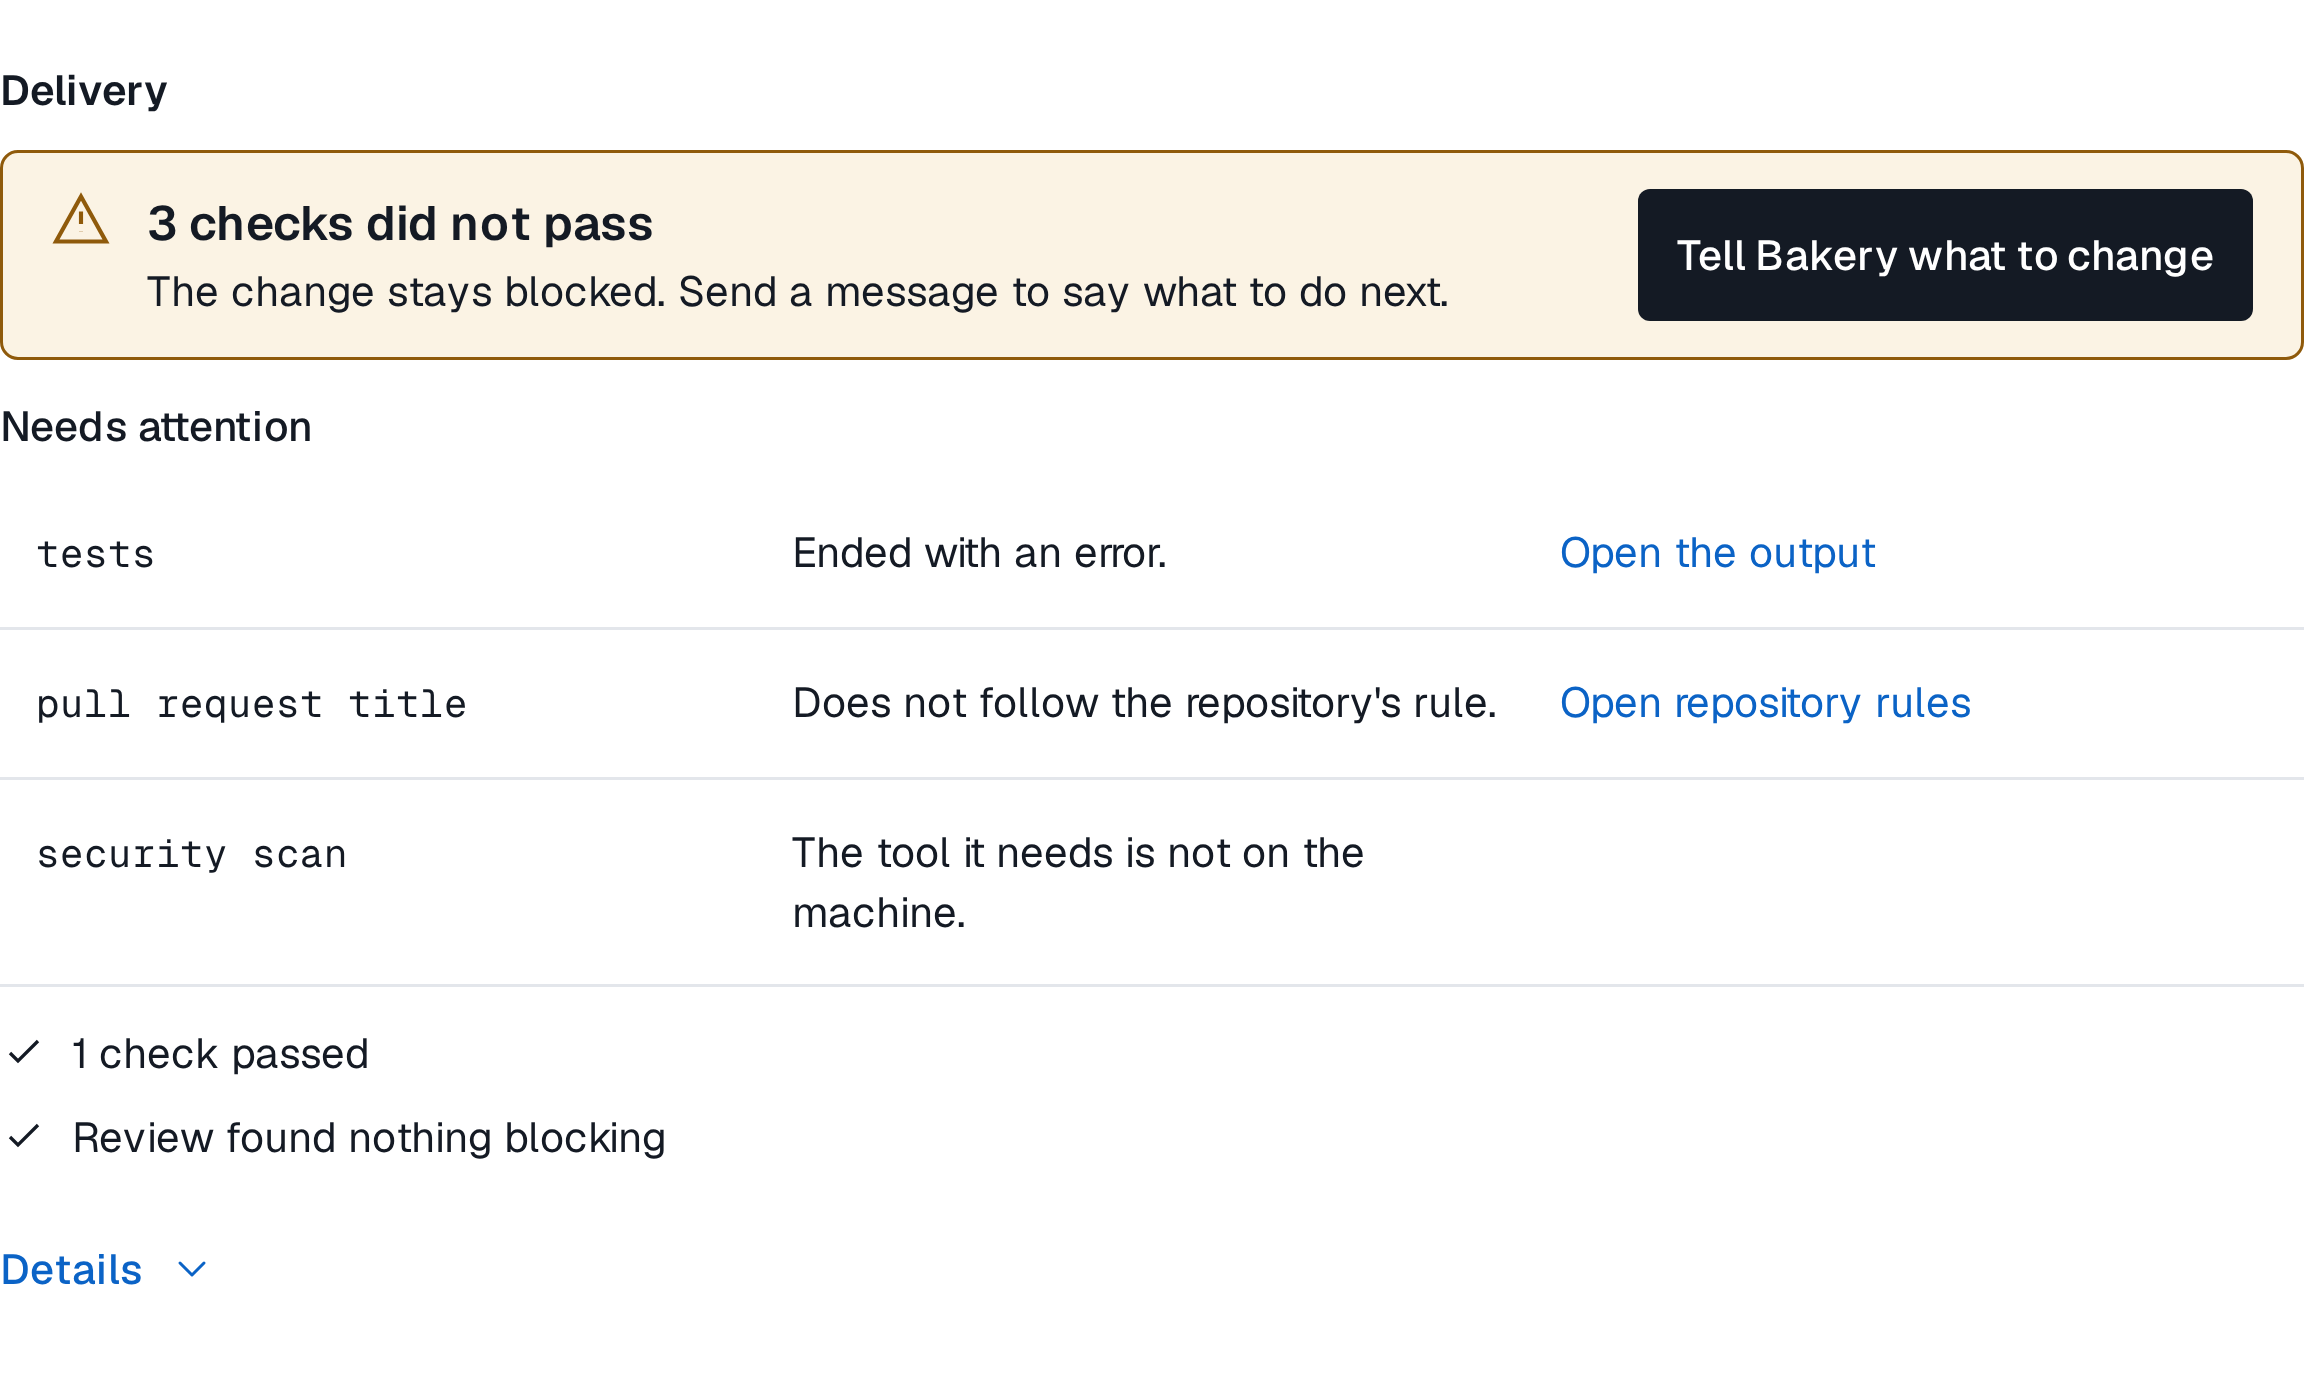 Delivery
3 checks did not pass
The change stays blocked. Send a message to say what to do next.
Tell Bakery what to change
Needs attention
tests
Ended with an error.
Open the output
pull request title
Does not follow the repository's rule.
Open repository rules
security scan
The tool it needs is not on the
machine.
1 check passed
Review found nothing blocking
Details